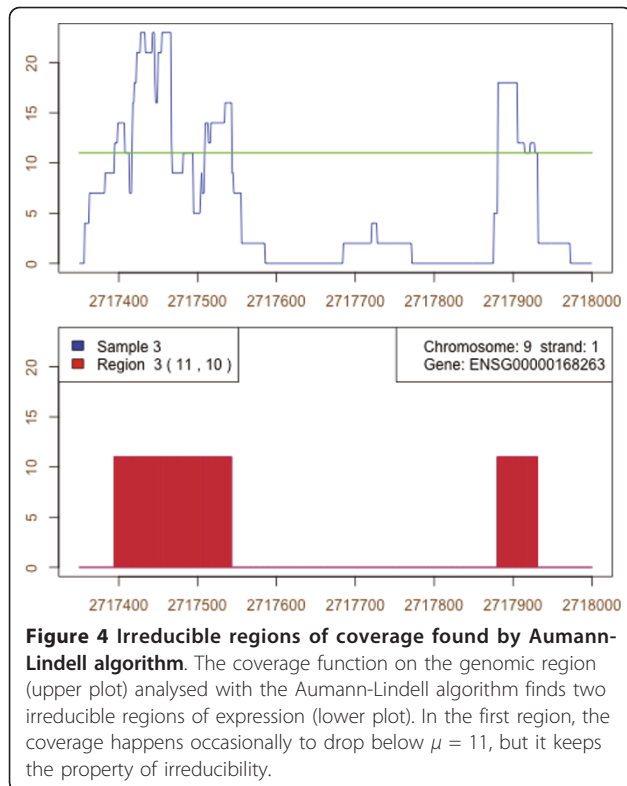 20
15
10
5
0
2717400 2717500 2717600 2717700 2717800 2717900 2718000
Sample 3
Region 3 ( 11 , 10 )
Chromosome: 9 strand: 1
Gene: ENSG00000168263
20
15
10
5
0
2717400 2717500 2717600 2717700 2717800 2717900 2718000
Figure 4 Irreducible regions of coverage found by Aumann-
Lindell algorithm. The coverage function on the genomic region
(upper plot) analysed with the Aumann-Lindell algorithm finds two
irreducible regions of expression (lower plot). In the first region, the
coverage happens occasionally to drop below μ = 11, but it keeps
the property of irreducibility.